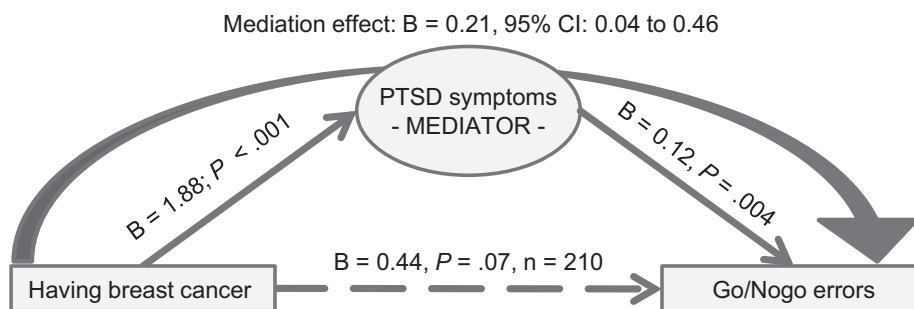 Mediation effect: B = 0.21, 95% CI: 0.04 to 0.46
PTSD symptoms
- MEDIATOR -
B = 1.88; P < .001
B = 0.12, P = .004
B = 0.44, P = .07, n = 210
Having breast cancer
Go/Nogo errors